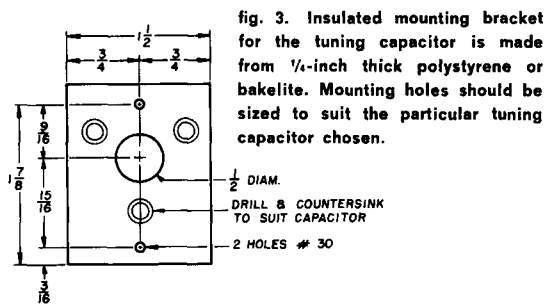 fig. 3. Insulated mounting bracket
for the tuning capacitor is made
from ¼-inch thick polystyrene or
bakelite. Mounting holes should be
sized to suit the particular tuning
capacitor chosen.
1 1/2
3/4
3/4
9/16
1 7/8
15/16
3/16
1/2 DIAM.
DRILL & COUNTERSINK
TO SUIT CAPACITOR
2 HOLES # 30